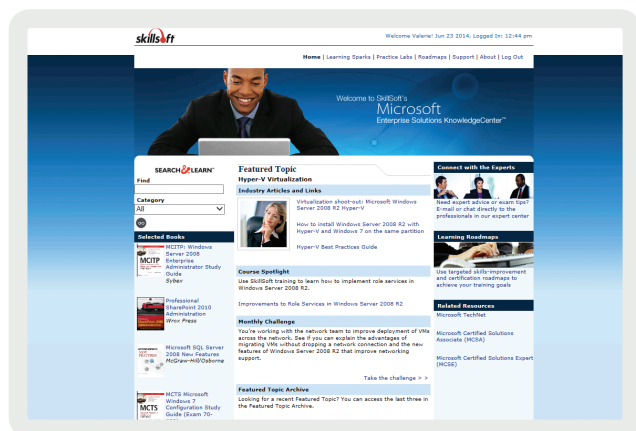 skillsoft
Welcome Valerie! Jun 23 2014, Logged In: 12:44 pm
Home | Learning Sparks | Practice Labs | Roadmaps | Support | About | Log Out
Welcome to SkillSoft's
Microsoft
Enterprise Solutions KnowledgeCenter™
SEARCH & LEARN™
Find
Category
All
GO
Selected Books
MCITP
MCITP: Windows
Server 2008
Enterprise
Administrator Study
Guide
Sybex
Professional
SharePoint 2010
Administration
Wrox Press
Microsoft SQL Server
2008 New Features
McGraw-Hill/Osborne
MCTS
MCTS Microsoft
Windows 7
Configuration Study
Guide (Exam 70-
Featured Topic
Hyper-V Virtualization
Industry Articles and Links
Virtualization shoot-out: Microsoft Windows
Server 2008 R2 Hyper-V
How to install Windows Server 2008 R2 with
Hyper-V and Windows 7 on the same partition
Hyper-V Best Practices Guide
Course Spotlight
Use SkillSoft training to learn how to implement role services in
Windows Server 2008 R2.
Improvements to Role Services in Windows Server 2008 R2
Monthly Challenge
You're working with the network team to improve deployment of VMs
across the network. See if you can explain the advantages of
migrating VMs without dropping a network connection and the new
features of Windows Server 2008 R2 that improve networking
support.
Take the challenge > >
Featured Topic Archive
Looking for a recent Featured Topic? You can access the last three in
the Featured Topic Archive.
Connect with the Experts
Need expert advice or exam tips?
E-mail or chat directly to the
professionals in our expert center
Learning Roadmaps
Use targeted skills-improvement
and certification roadmaps to
achieve your training goals
Related Resources
Microsoft TechNet
Microsoft Certified Solutions
Associate (MCSA)
Microsoft Certified Solutions Expert
(MCSE)